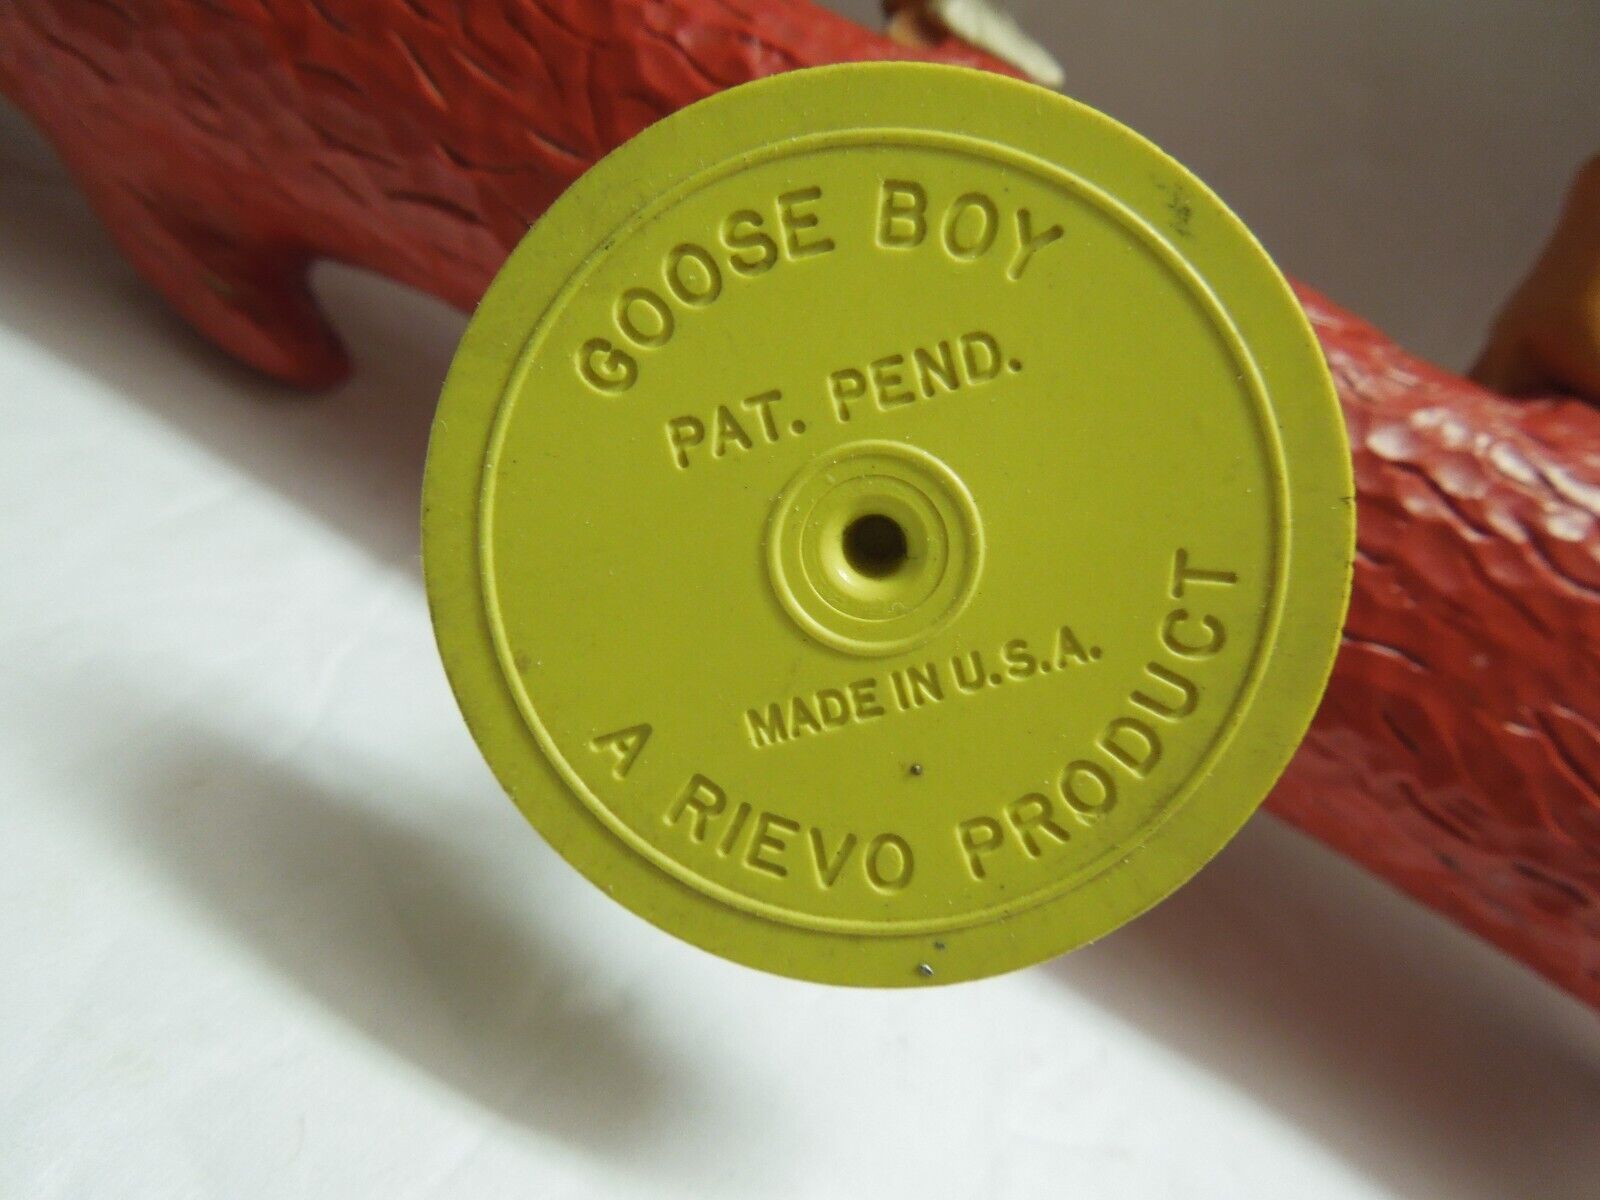 GOOSE BOY
PAT. PEND.
MADE IN U.S.A.
A RIEVO PRODUCT